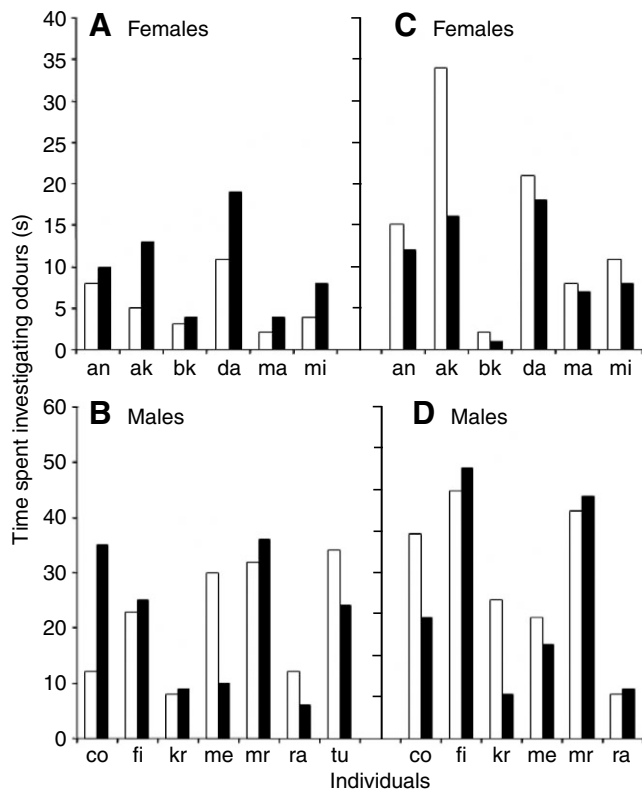 Time spent investigating odours (s)
A Females
40
35
30
25
20
15
10
5
0
an ak bk da ma mi
C Females
an ak bk da ma mi
B Males
60
50
40
30
20
10
0
co fi kr me mr ra tu
D Males
co fi kr me mr ra
Individuals